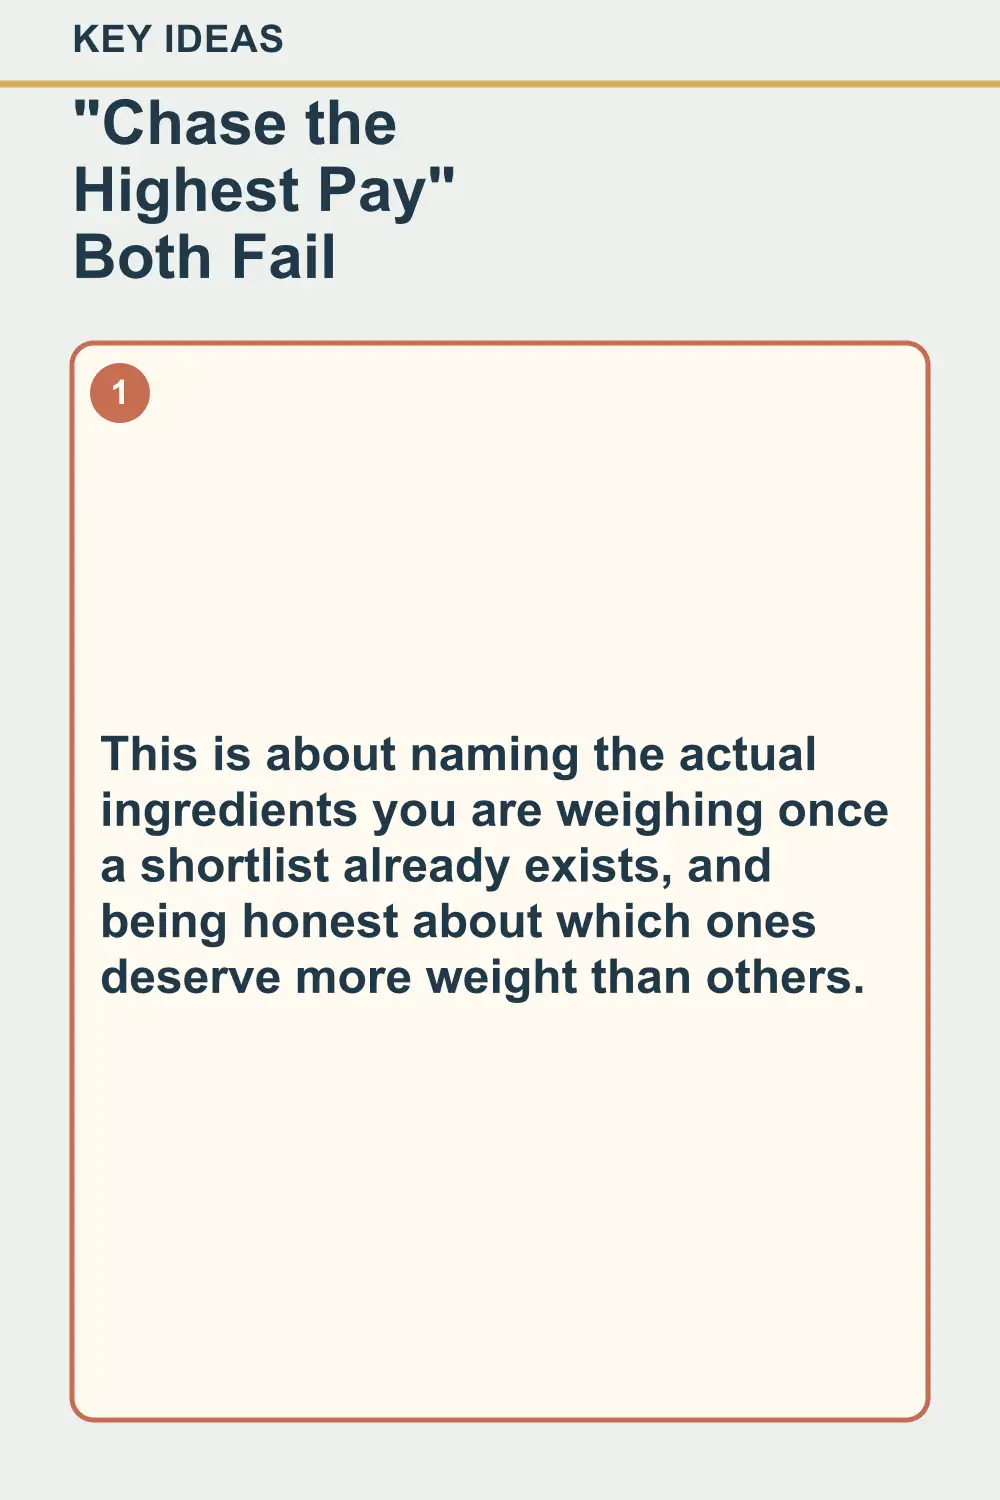 KEY IDEAS
"Chase the
Highest Pay"
Both Fail
1
This is about naming the actual
ingredients you are weighing once
a shortlist already exists, and
being honest about which ones
deserve more weight than others.